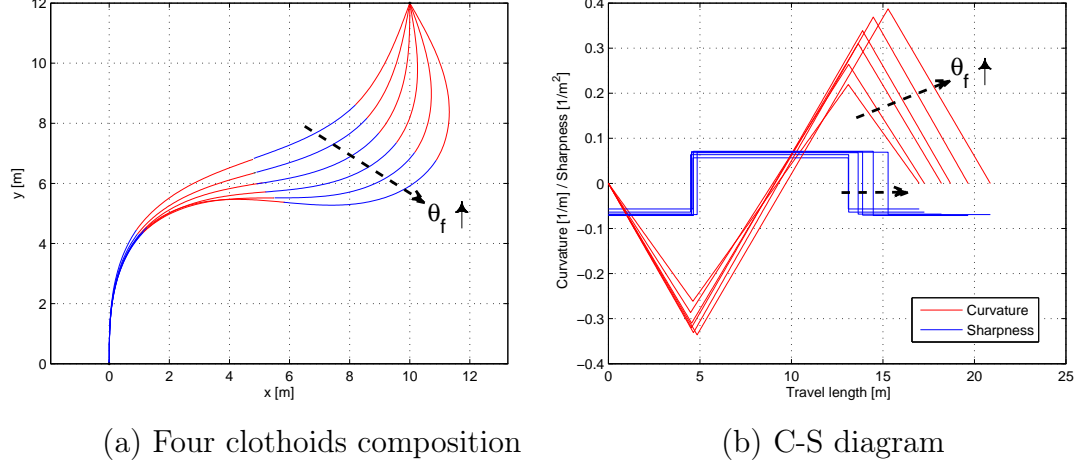 12
10
8
6
4
2
0
y [m]
0 2 4 6 8 10 12
x [m]
θf ↑
(a) Four clothoids composition
0.4
0.3
0.2
0.1
0
−0.1
−0.2
−0.3
−0.4
Curvature [1/m] / Sharpness [1/m²]
0 5 10 15 20 25
Travel length [m]
θf ↑
Curvature
Sharpness
(b) C-S diagram